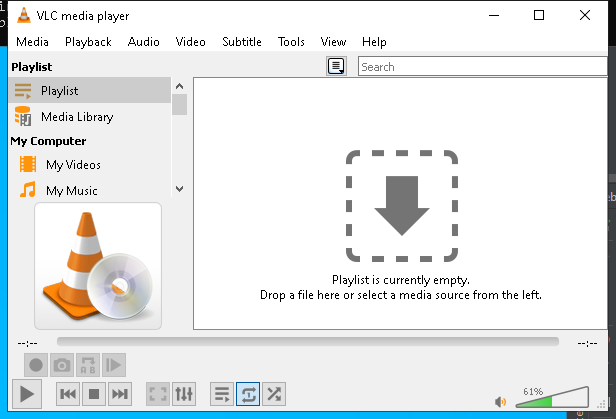 VLC media player
Media Playback Audio Video Subtitle Tools View Help
Playlist
Search
Playlist
Media Library
My Computer
My Videos
My Music
Playlist is currently empty.
Drop a file here or select a media source from the left.
--:-- --:--
61%